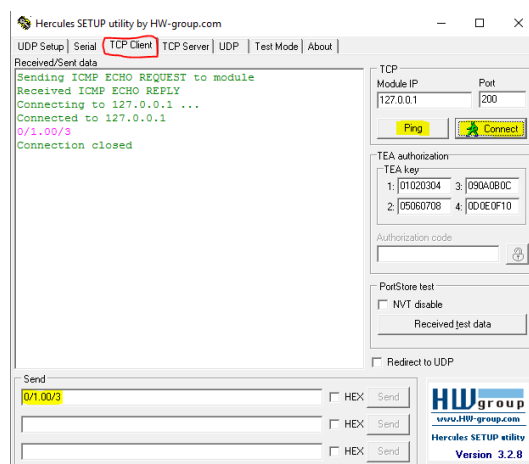 Hercules SETUP utility by HW-group.com
UDP Setup Serial TCP Client TCP Server UDP Test Mode About
Received/Sent data
Sending ICMP ECHO REQUEST to module
Received ICMP ECHO REPLY
Connecting to 127.0.0.1 ...
Connected to 127.0.0.1
0/1.00/3
Connection closed
TCP
Module IP Port
127.0.0.1 200
Ping Connect
TEA authorization
TEA key
1: 01020304 3: 090A0B0C
2: 05060708 4: 0D0E0F10
Authorization code
PortStore test
NVT disable
Received test data
Redirect to UDP
Send
0/1.00/3 HEX Send
HEX Send
HEX Send
HWgroup
www.HW-group.com
Hercules SETUP utility
Version 3.2.8